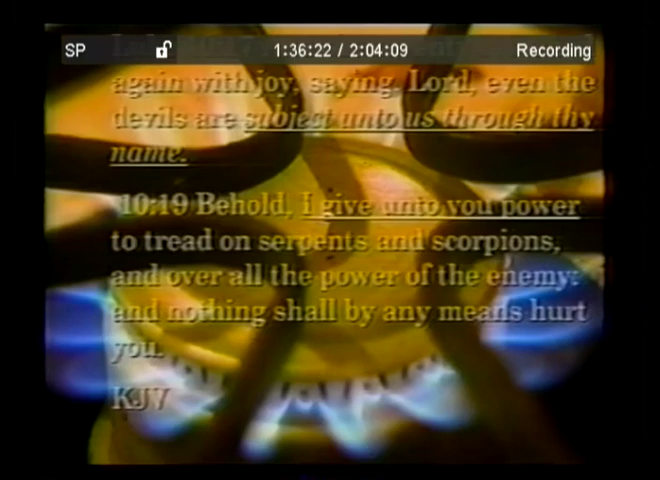 SP 1:36:22 / 2:04:09 Recording
again with joy, saying, Lord, even the
devils are subject unto us through thy
name.
10:19 Behold, I give unto you power
to tread on serpents and scorpions,
and over all the power of the enemy:
and nothing shall by any means hurt
you.
KJV